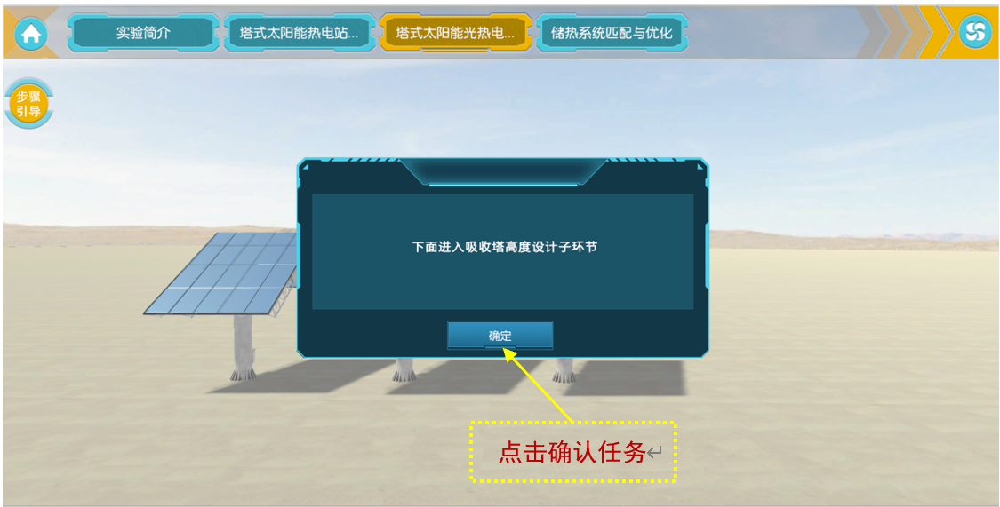 实验简介
塔式太阳能热电站...
塔式太阳能光热电...
储热系统匹配与优化
步骤
引导
下面进入吸收塔高度设计子环节
确定
点击确认任务↵